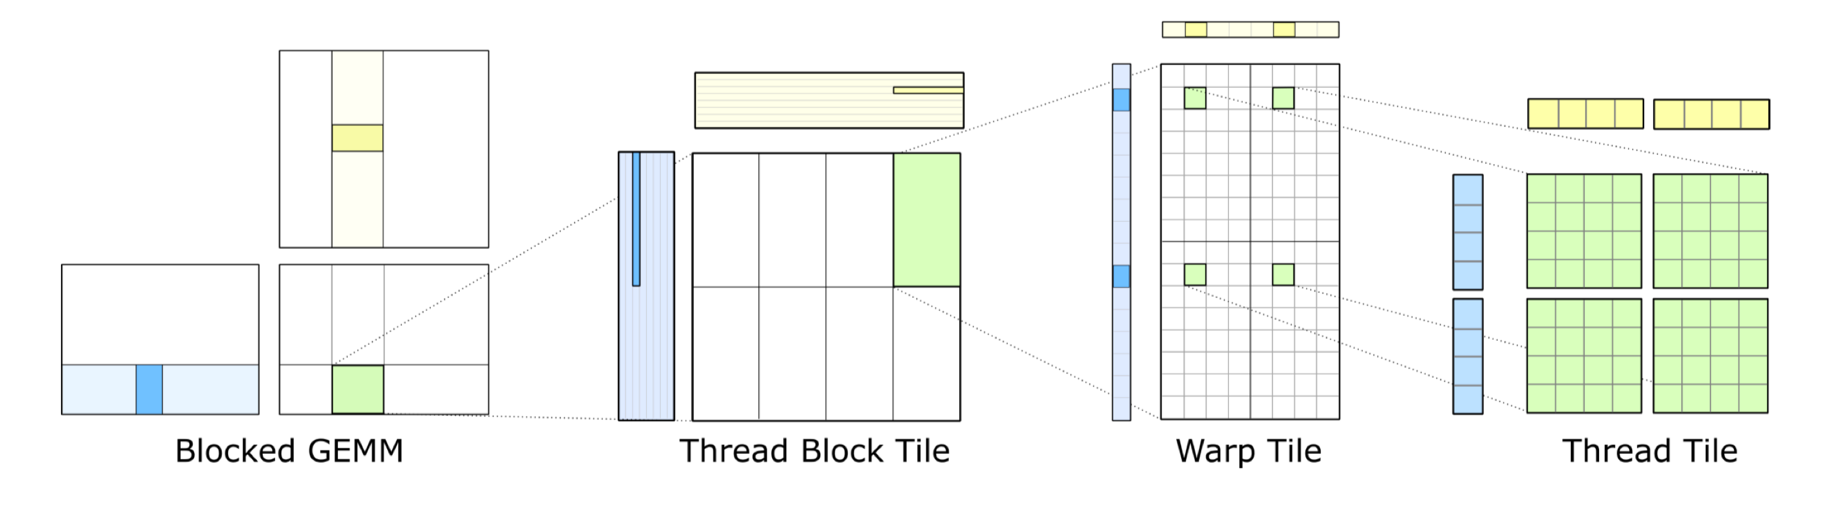 Blocked GEMM
Thread Block Tile
Warp Tile
Thread Tile